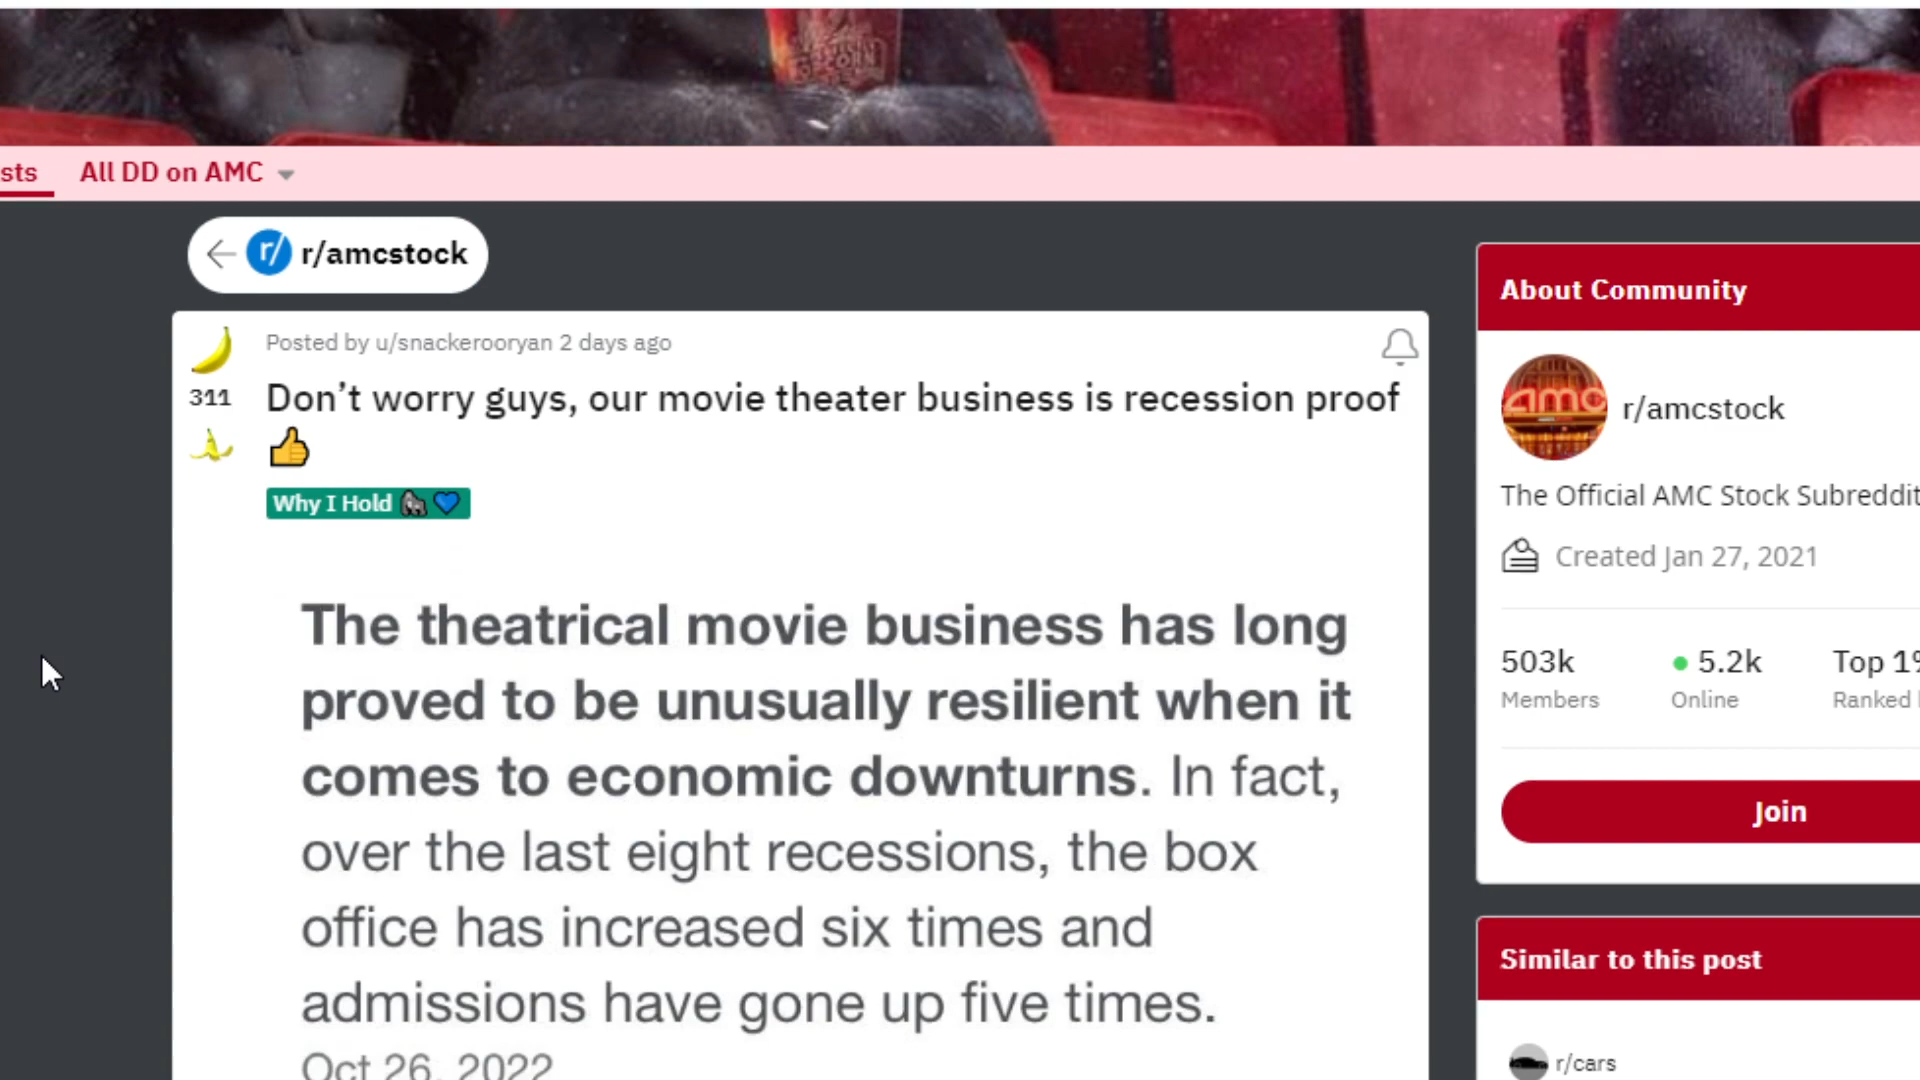 sts All DD on AMC
r/ r/amcstock
Posted by u/snackerooryan 2 days ago
311
Don’t worry guys, our movie theater business is recession proof
Why I Hold
The theatrical movie business has long
proved to be unusually resilient when it
comes to economic downturns. In fact,
over the last eight recessions, the box
office has increased six times and
admissions have gone up five times.
Oct 26, 2022
About Community
amc
r/amcstock
The Official AMC Stock Subreddit
Created Jan 27, 2021
503k 5.2k Top 1%
Members Online Ranked
Join
Similar to this post
r/cars